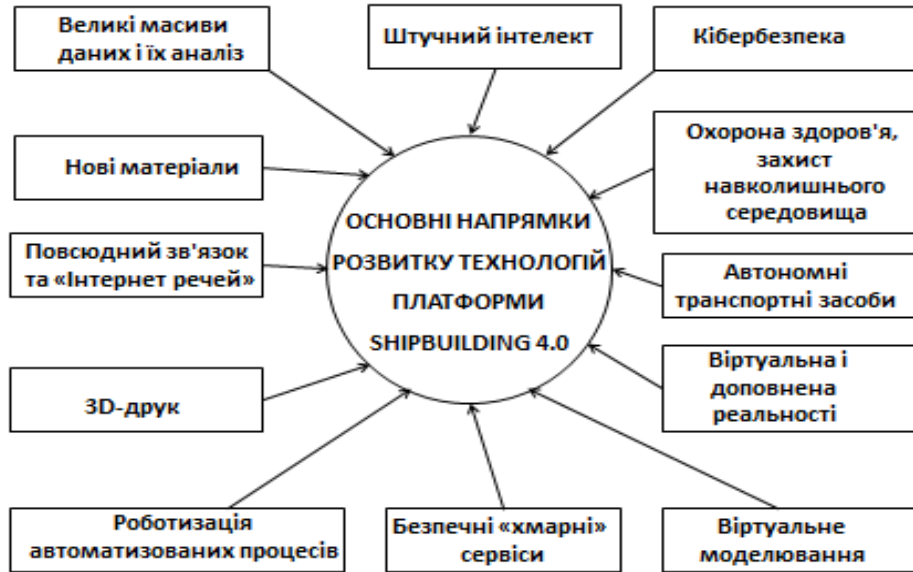 Великі масиви
даних і їх аналіз
Штучний інтелект
Кібербезпека
Нові матеріали
Охорона здоров'я,
захист
навколишнього
середовища
ОСНОВНІ НАПРЯМКИ
РОЗВИТКУ ТЕХНОЛОГІЙ
ПЛАТФОРМИ
SHIPBUILDING 4.0
Повсюдний зв'язок
та «Інтернет речей»
Автономні
транспортні засоби
3D-друк
Віртуальна і
доповнена
реальності
Роботизація
автоматизованих процесів
Безпечні «хмарні»
сервіси
Віртуальне
моделювання